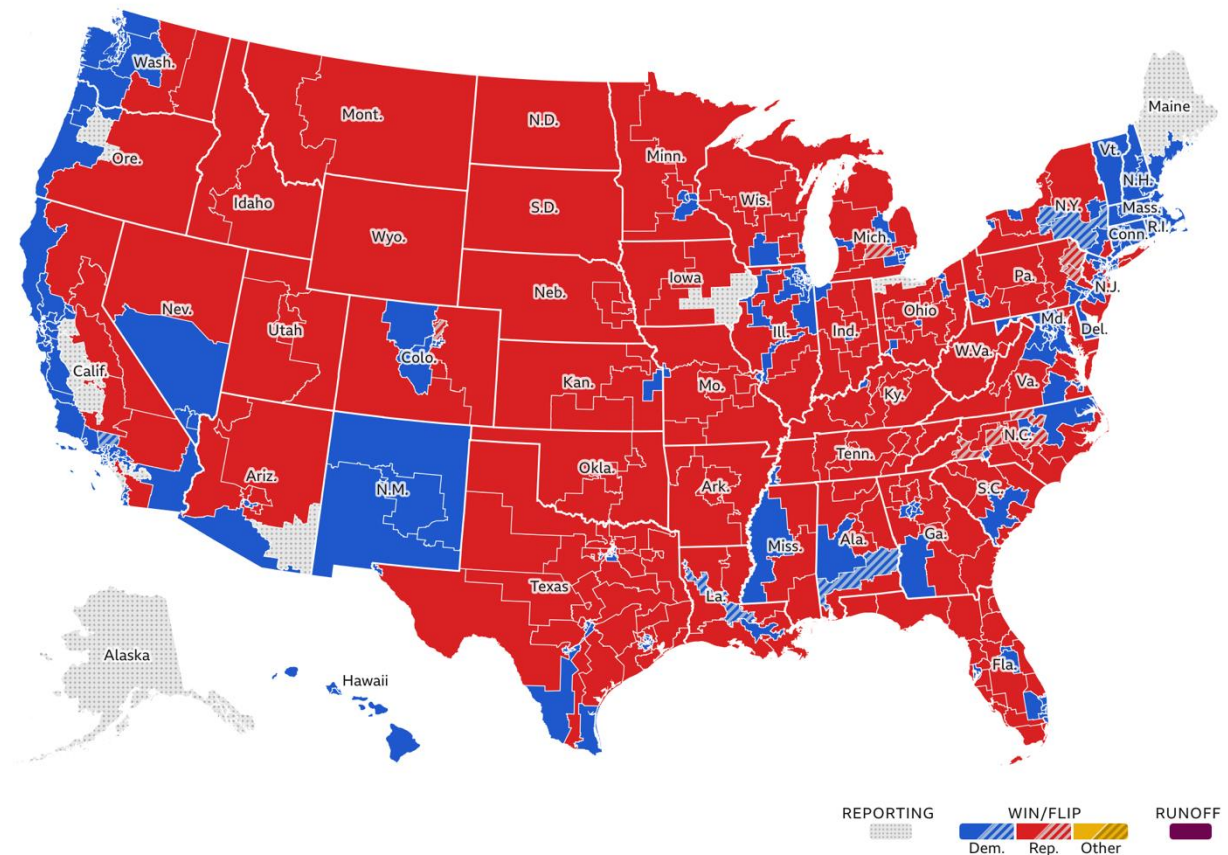 Wash.
Maine
Mont.
N.D.
Vt.
Ore.
Minn.
N.H.
Idaho
S.D.
Wis.
N.Y.
Mass.
Wyo.
Mich.
Conn.
R.I.
Iowa
Neb.
Pa.
N.J.
Nev.
Utah
Ohio
Colo.
Ill.
Ind.
Md.
Del.
Calif.
W.Va.
Kan.
Mo.
Va.
Ky.
N.C.
Okla.
Tenn.
Ariz.
N.M.
Ark.
S.C.
Miss.
Ala.
Ga.
Texas
La.
Alaska
Hawaii
Fla.
REPORTING WIN/FLIP RUNOFF
Dem. Rep. Other